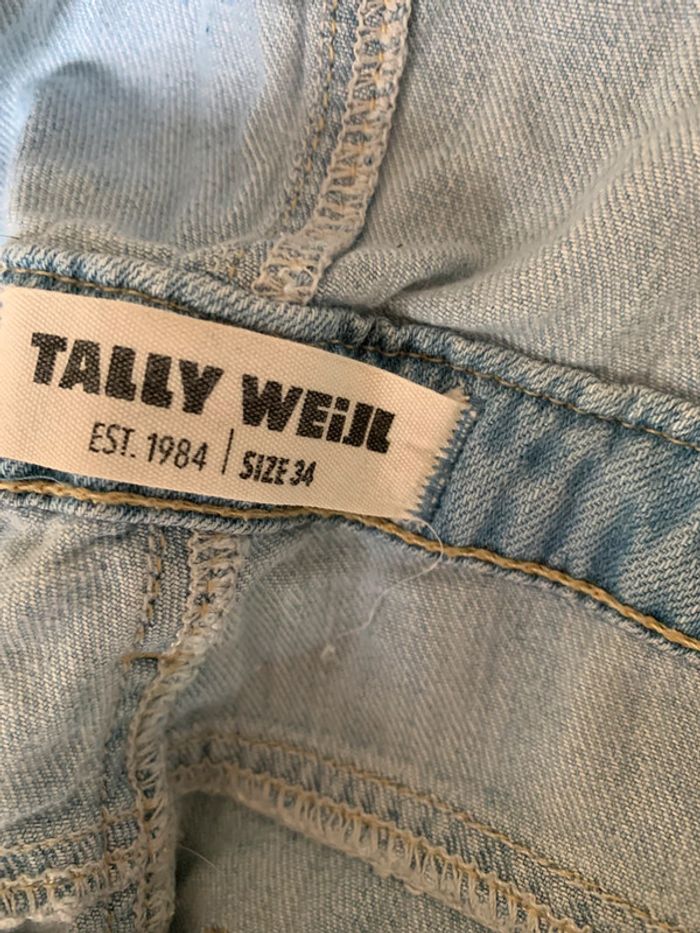 TALLY WEiJL
EST. 1984 | SIZE 34